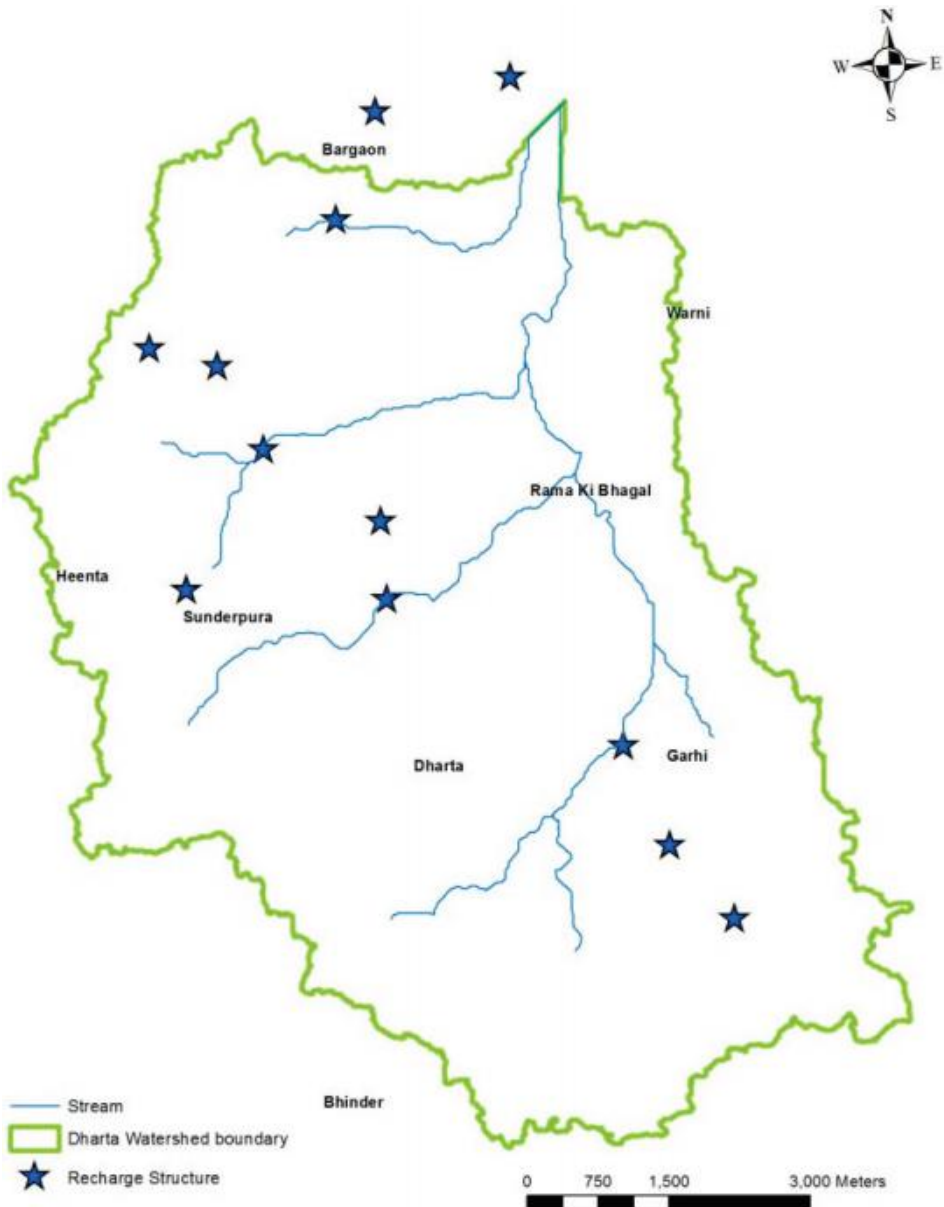 N
W E
S
Bargaon
Warni
Rama Ki Bhagal
Heenta
Sunderpura
Garhi
Dharta
Bhinder
Stream
Dharta Watershed boundary
Recharge Structure
0 750 1,500 3,000 Meters